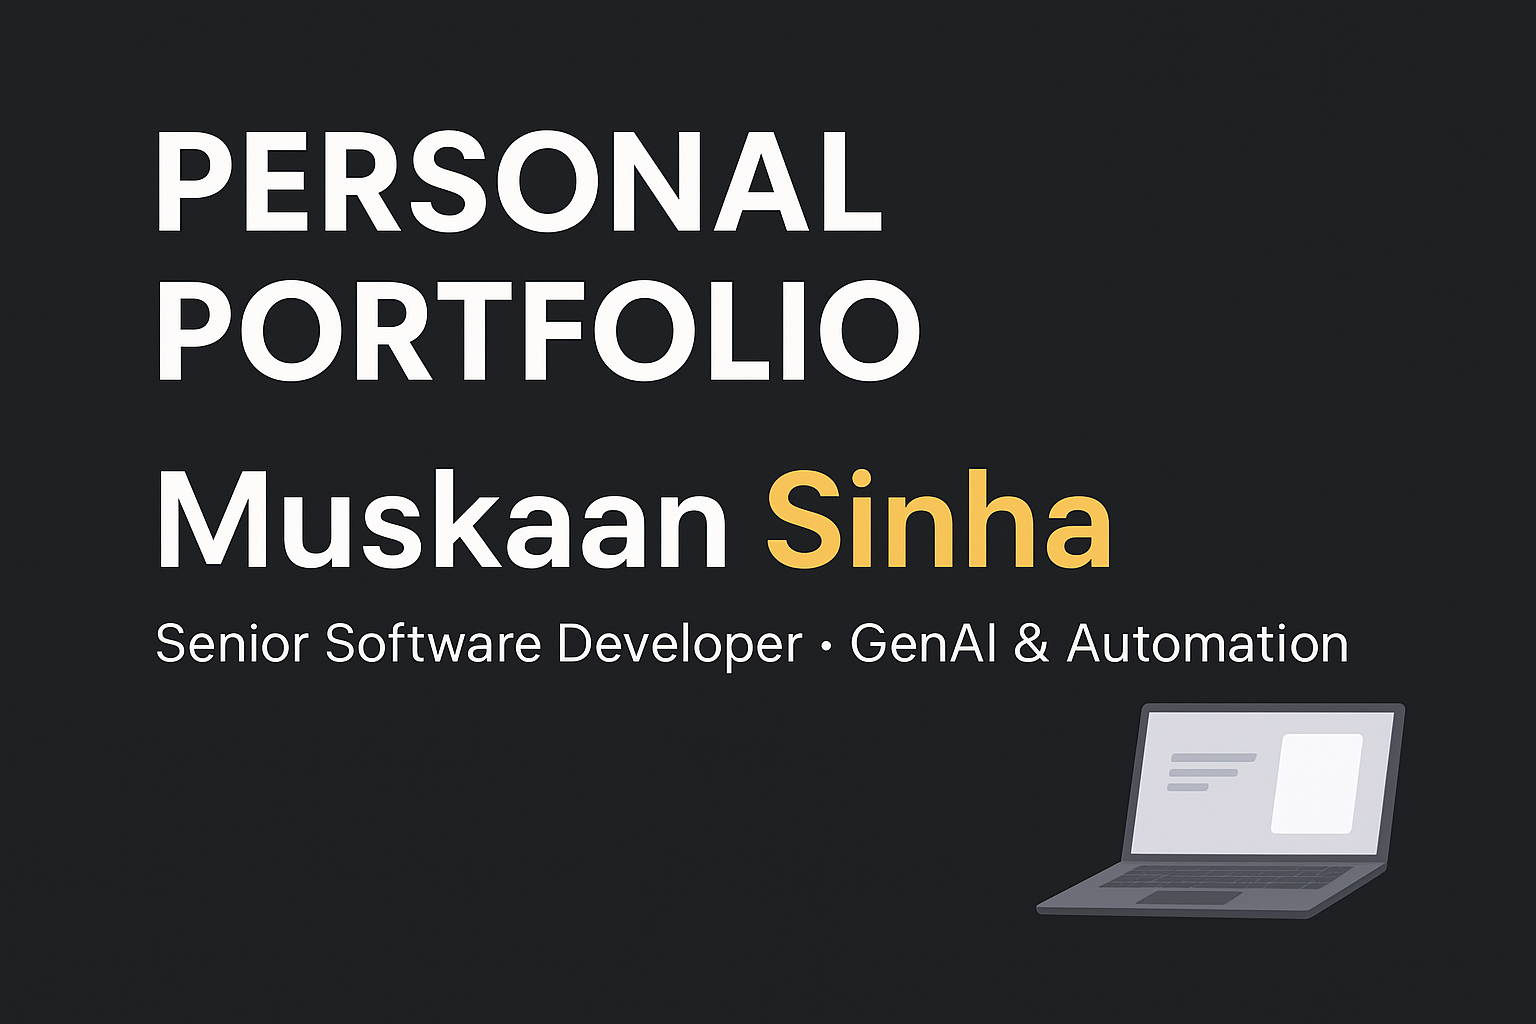 PERSONAL
PORTFOLIO
Muskaan Sinha
Senior Software Developer • GenAI & Automation